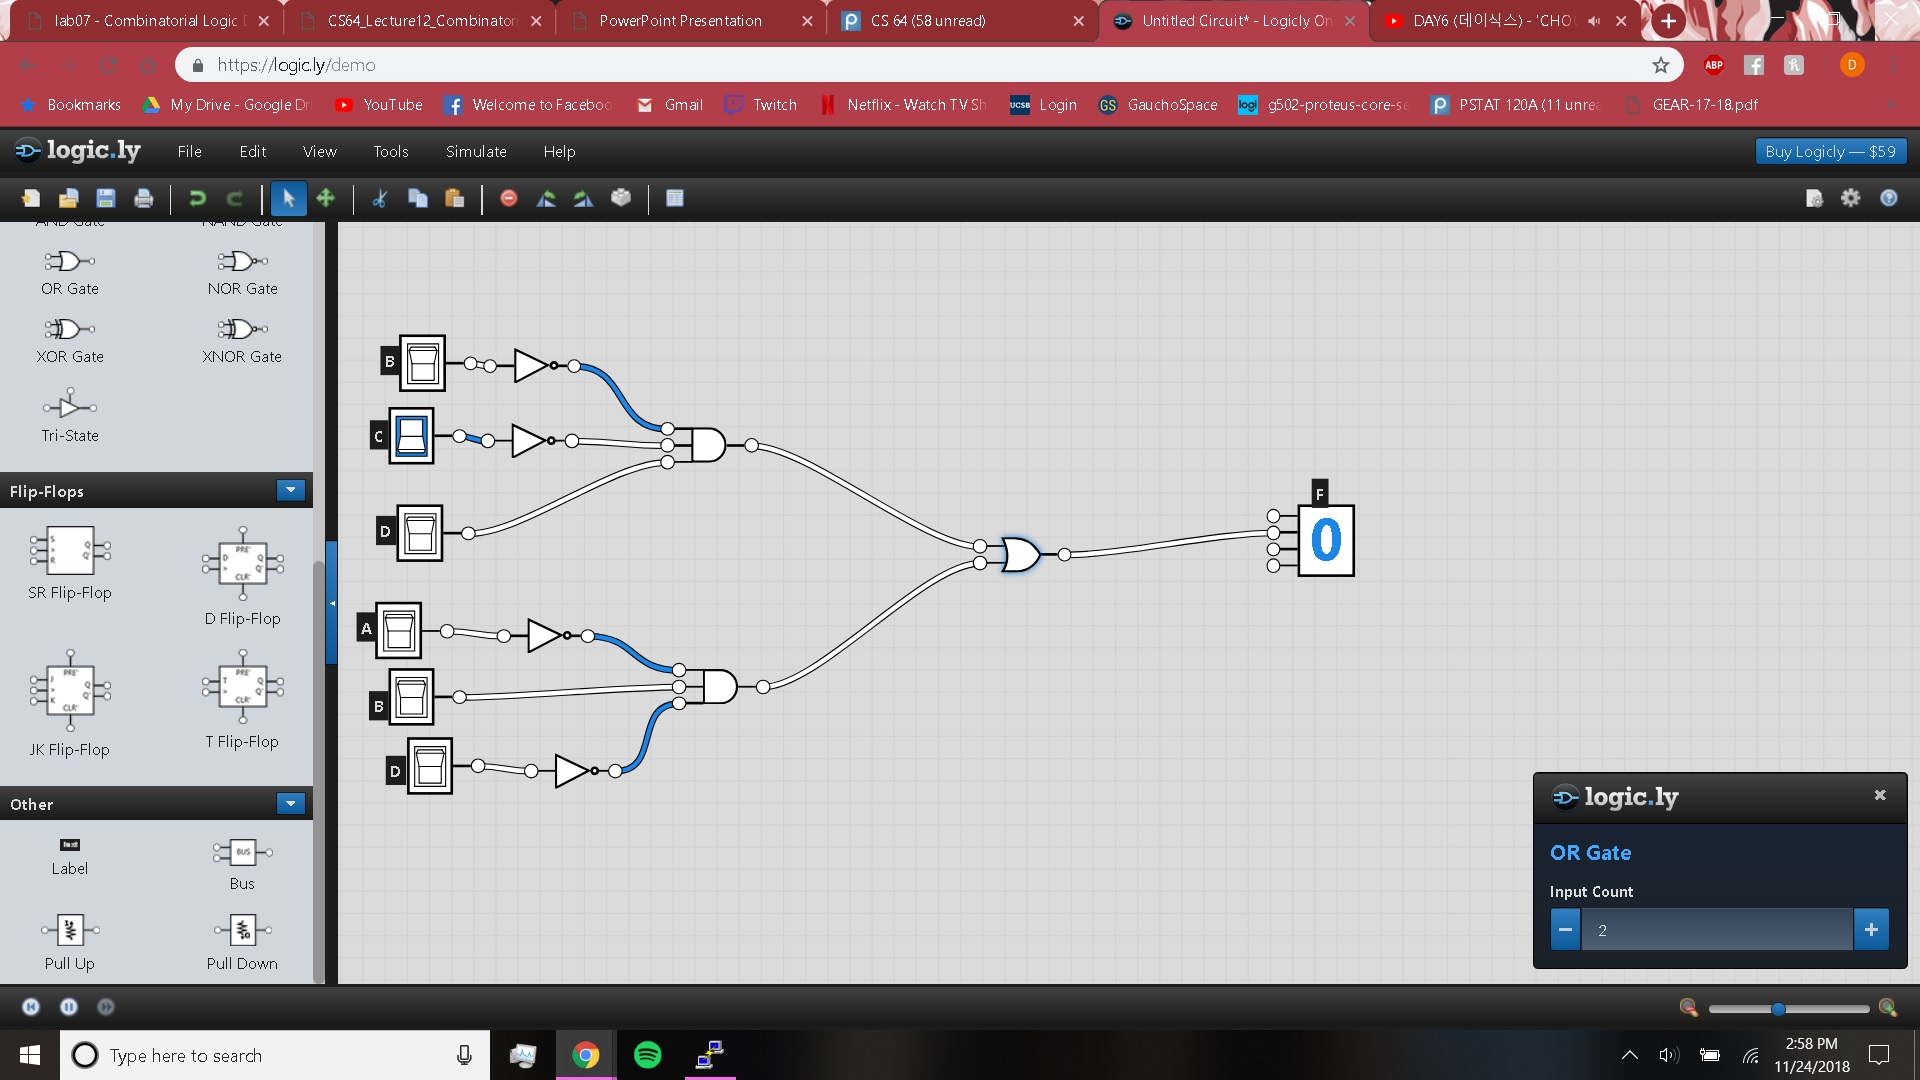 lab07 - Combinatorial Logic D
CS64_Lecture12_Combinatori
PowerPoint Presentation
CS 64 (58 unread)
Untitled Circuit* - Logicly On
DAY6 (데이식스) - 'CHO
https://logic.ly/demo
ABP
D
Bookmarks
My Drive - Google Dr
YouTube
Welcome to Faceboo
Gmail
Twitch
Netflix - Watch TV Sh
UCSB
Login
GS
GauchoSpace
logi
g502-proteus-core-se
PSTAT 120A (11 unrea
GEAR-17-18.pdf
logic.ly
File
Edit
View
Tools
Simulate
Help
Buy Logicly — $59
AND Gate
NAND Gate
OR Gate
NOR Gate
XOR Gate
XNOR Gate
Tri-State
Flip-Flops
SR Flip-Flop
D Flip-Flop
JK Flip-Flop
T Flip-Flop
Other
Label
BUS
Bus
Pull Up
Pull Down
B
C
D
A
B
D
F
0
logic.ly
OR Gate
Input Count
2
Type here to search
2:58 PM
11/24/2018